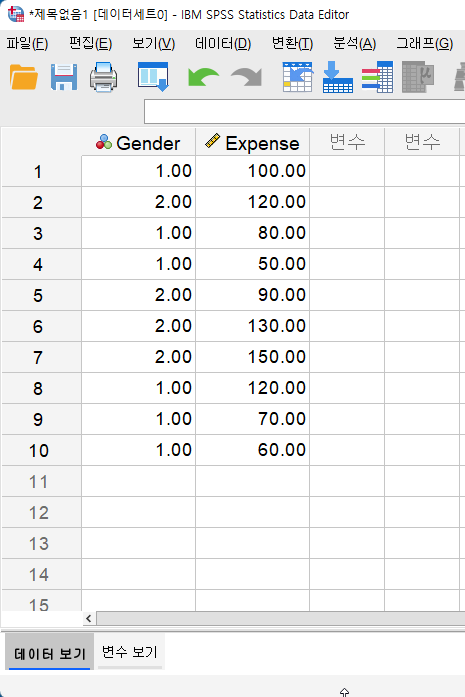 *제목없음1 [데이터세트0] - IBM SPSS Statistics Data Editor
파일(F) 편집(E) 보기(V) 데이터(D) 변환(T) 분석(A) 그래프(G)
Gender Expense 변수 변수
1 1.00 100.00
2 2.00 120.00
3 1.00 80.00
4 1.00 50.00
5 2.00 90.00
6 2.00 130.00
7 2.00 150.00
8 1.00 120.00
9 1.00 70.00
10 1.00 60.00
11
12
13
14
15
데이터 보기 변수 보기